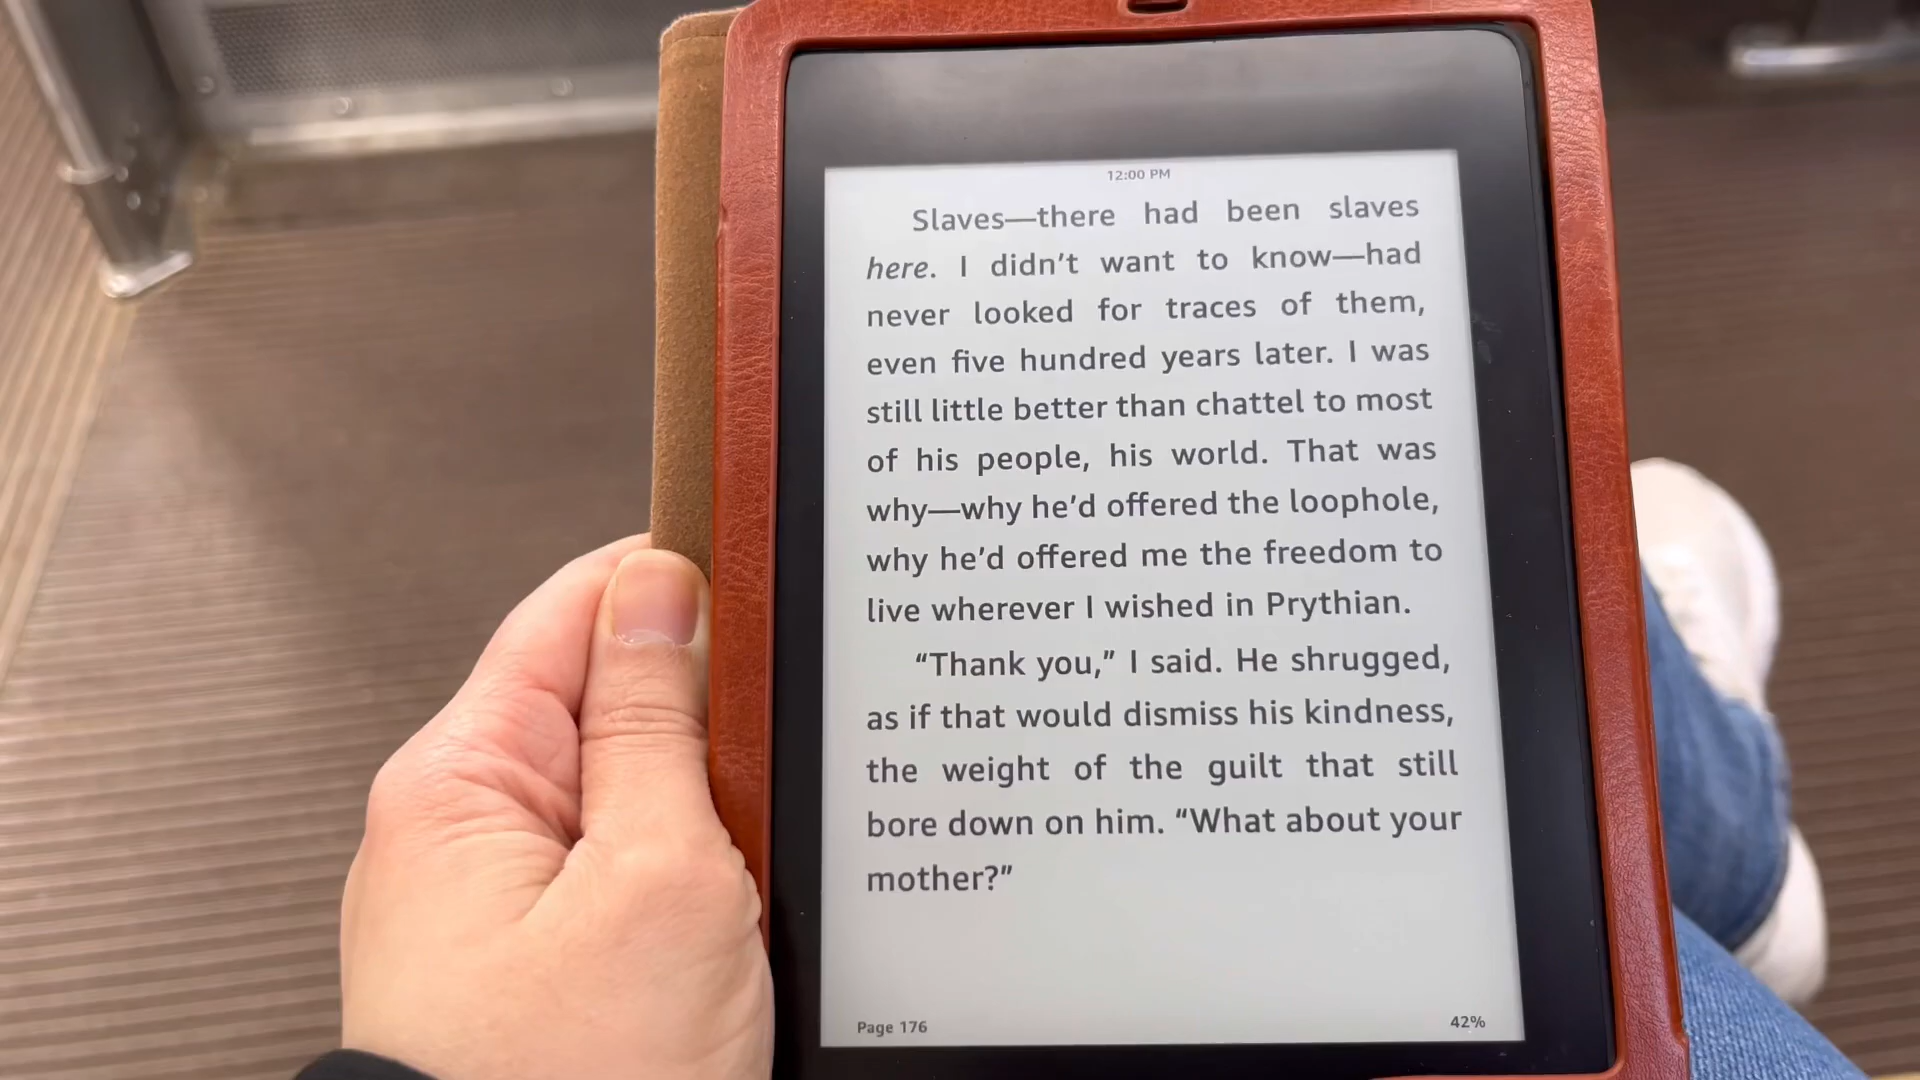 12:00 PM
Slaves—there had been slaves
here. I didn’t want to know—had
never looked for traces of them,
even five hundred years later. I was
still little better than chattel to most
of his people, his world. That was
why—why he’d offered the loophole,
why he’d offered me the freedom to
live wherever I wished in Prythian.
“Thank you,” I said. He shrugged,
as if that would dismiss his kindness,
the weight of the guilt that still
bore down on him. “What about your
mother?”
Page 176
42%